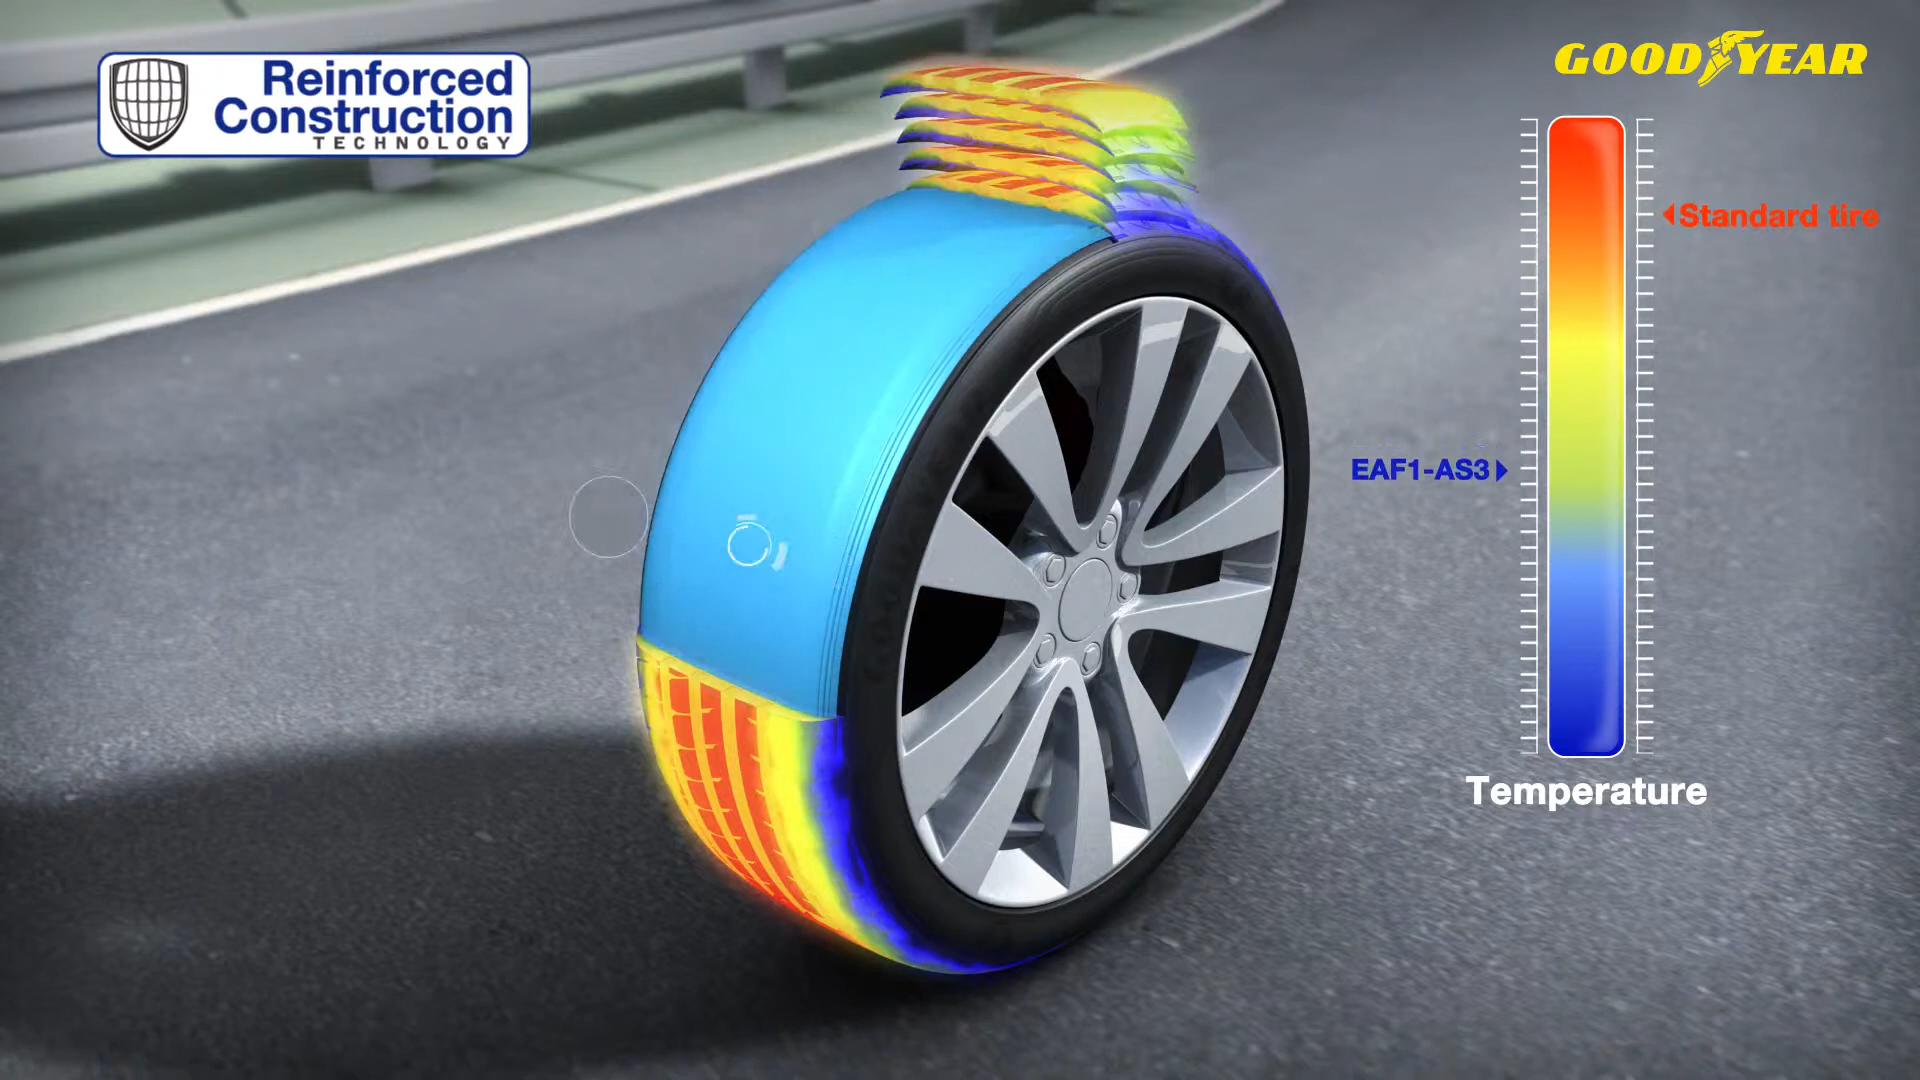 Reinforced
Construction
TECHNOLOGY
GOODYEAR
Standard tire
EAF1-AS3
Temperature